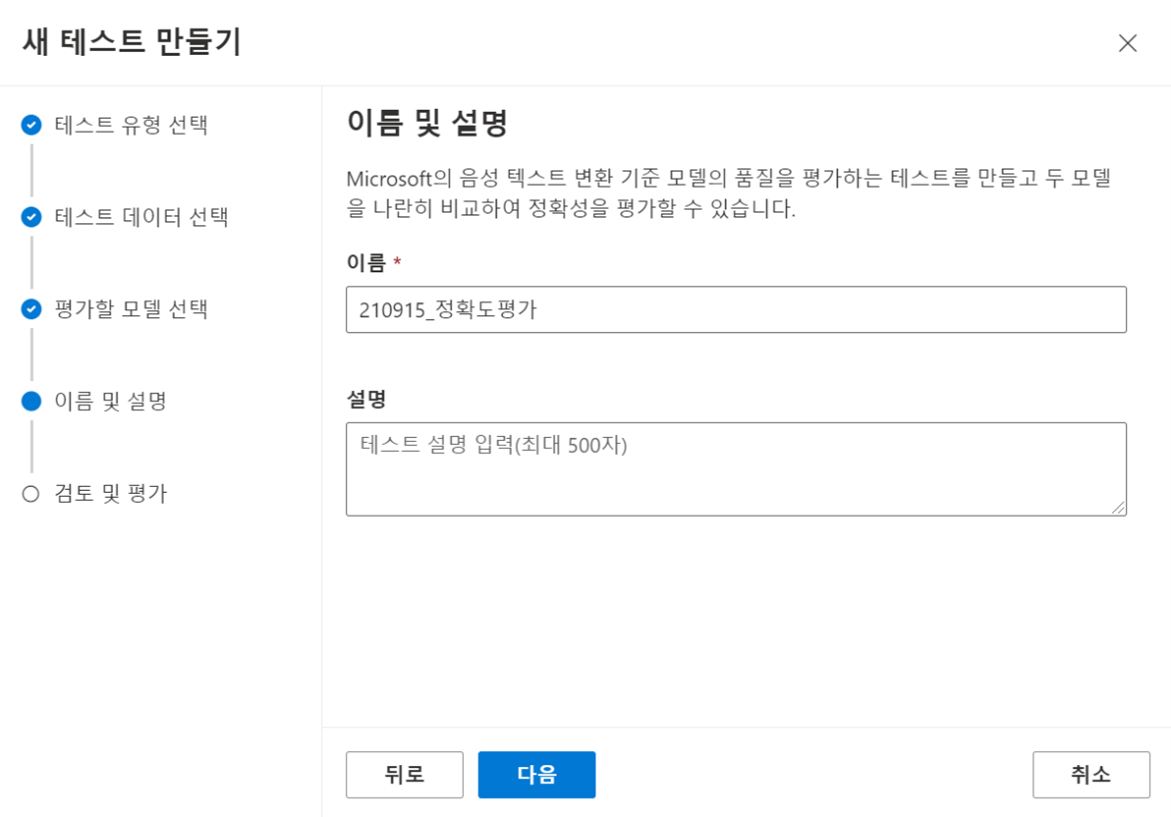 새 테스트 만들기
테스트 유형 선택
테스트 데이터 선택
평가할 모델 선택
이름 및 설명
검토 및 평가
이름 및 설명
Microsoft의 음성 텍스트 변환 기준 모델의 품질을 평가하는 테스트를 만들고 두 모델
을 나란히 비교하여 정확성을 평가할 수 있습니다.
이름 *
210915_정확도평가
설명
테스트 설명 입력(최대 500자)
뒤로
다음
취소